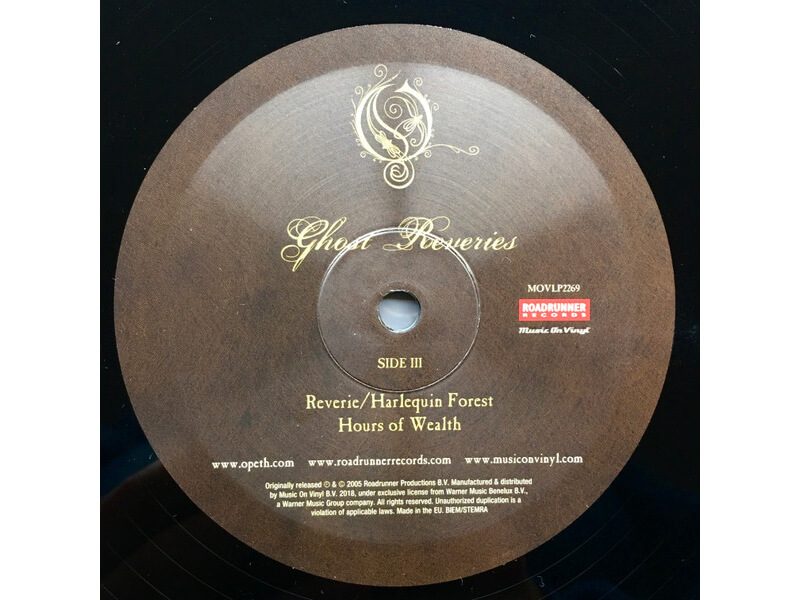 Ghost Reveries
MOVLP2269
ROADRUNNER
RECORDS
Music On Vinyl
SIDE III
Reverie/Harlequin Forest
Hours of Wealth
www.opeth.com www.roadrunnerrecords.com www.musiconvinyl.com
Originally released ℗ & © 2005 Roadrunner Productions B.V. Manufactured & distributed
by Music On Vinyl B.V. 2018, under exclusive license from Warner Music Benelux B.V.,
a Warner Music Group company. All rights reserved. Unauthorized duplication is a
violation of applicable laws. Made in the EU. BIEM/STEMRA